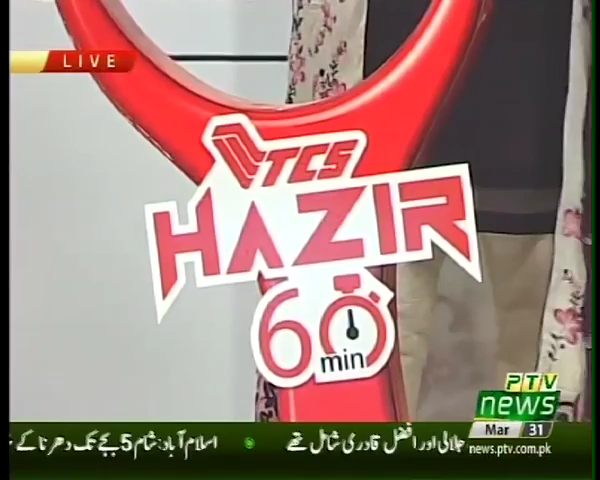 LIVE
TCS
HAZIR
60
min
PTV
news
Mar 31
www.ptv.com.pk
جلالی اور افضل قادری شامل تھے
اسلام آباد: شام 5 بجے تک دھرنا کے